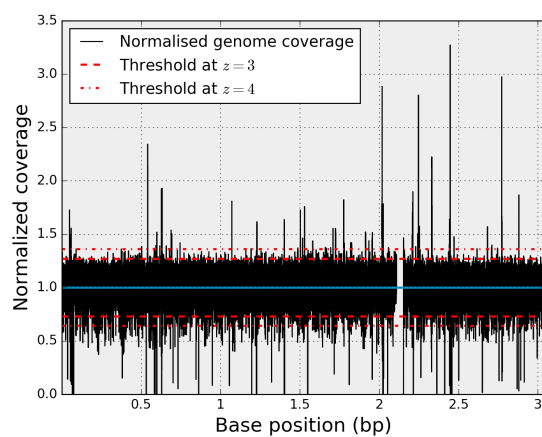 3.5
3.0
2.5
2.0
1.5
1.0
0.5
0.0
Normalized coverage
Normalised genome coverage
Threshold at z = 3
Threshold at z = 4
0.5 1 1.5 2 2.5 3
Base position (bp)